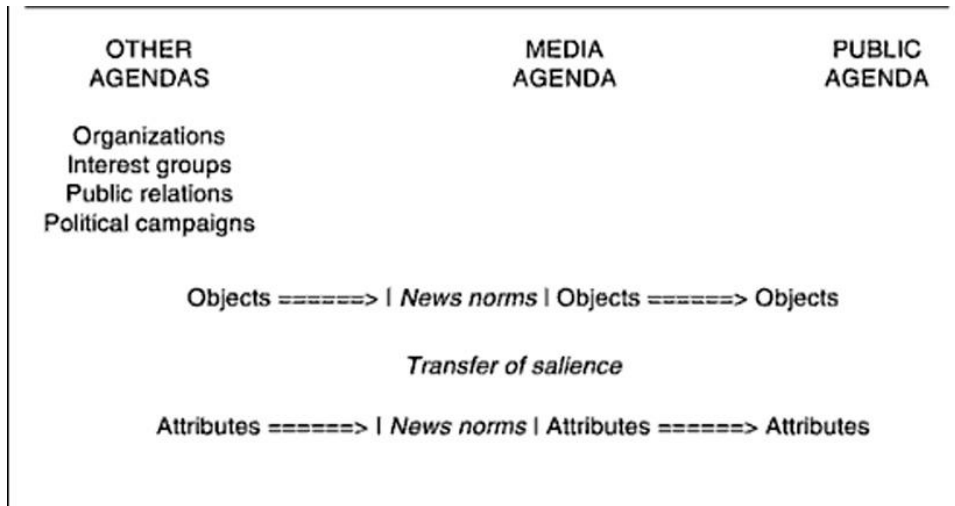 OTHER AGENDAS
MEDIA AGENDA
PUBLIC AGENDA
Organizations
Interest groups
Public relations
Political campaigns
Objects ======> | News norms | Objects ======> Objects
Transfer of salience
Attributes ======> | News norms | Attributes ======> Attributes